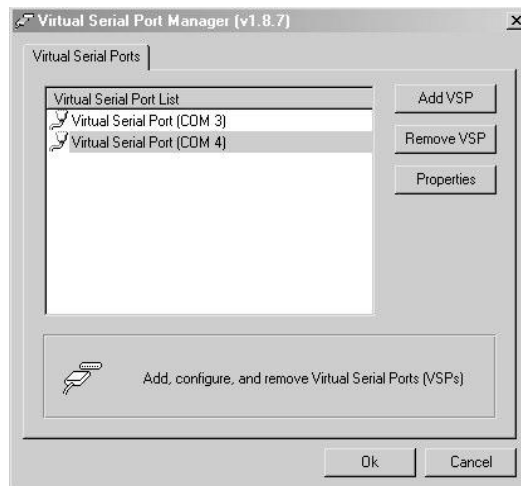 Virtual Serial Port Manager (v1.8.7)
Virtual Serial Ports
Virtual Serial Port List
Virtual Serial Port (COM 3)
Virtual Serial Port (COM 4)
Add VSP
Remove VSP
Properties
Add, configure, and remove Virtual Serial Ports (VSPs)
Ok
Cancel